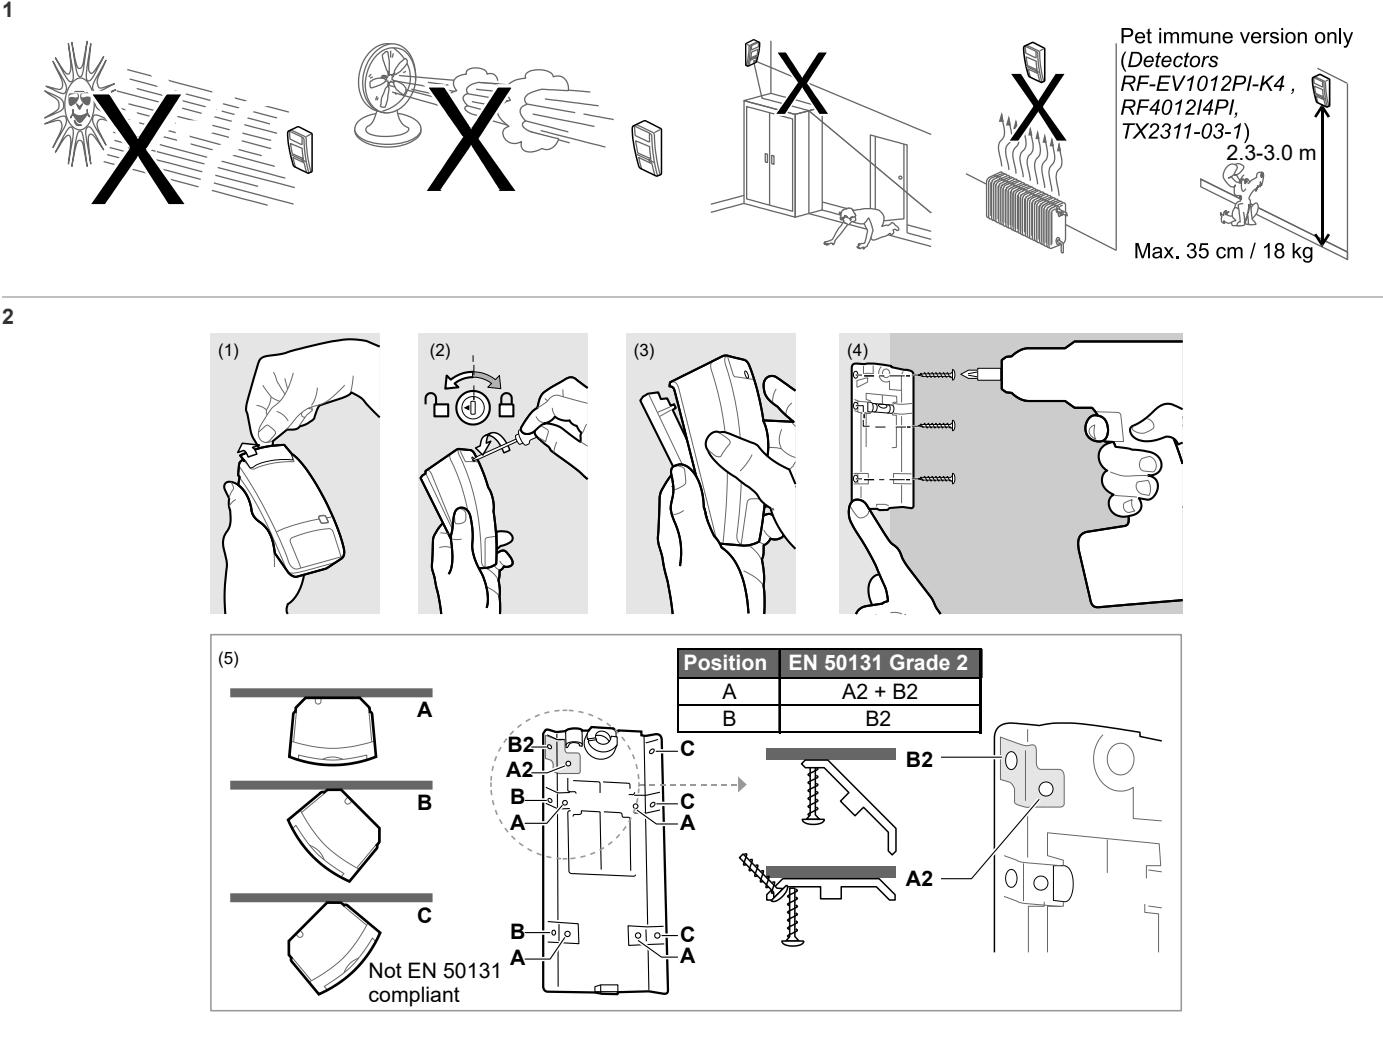 1
Pet immune version only
(Detectors
RF-EV1012PI-K4 ,
RF4012I4PI,
TX2311-03-1)
2.3-3.0 m
Max. 35 cm / 18 kg
2
(1)
(2)
(3)
(4)
(5)
A
B
C
Not EN 50131
compliant
B2
A2
B
A
B
A
C
C
A
C
A
Position EN 50131 Grade 2
A A2 + B2
B B2
B2
A2